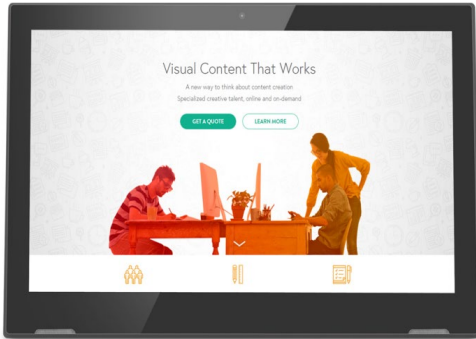 Visual Content That Works
A new way to think about content creation
Specialized creative talent, online and on-demand
GET A QUOTE
LEARN MORE